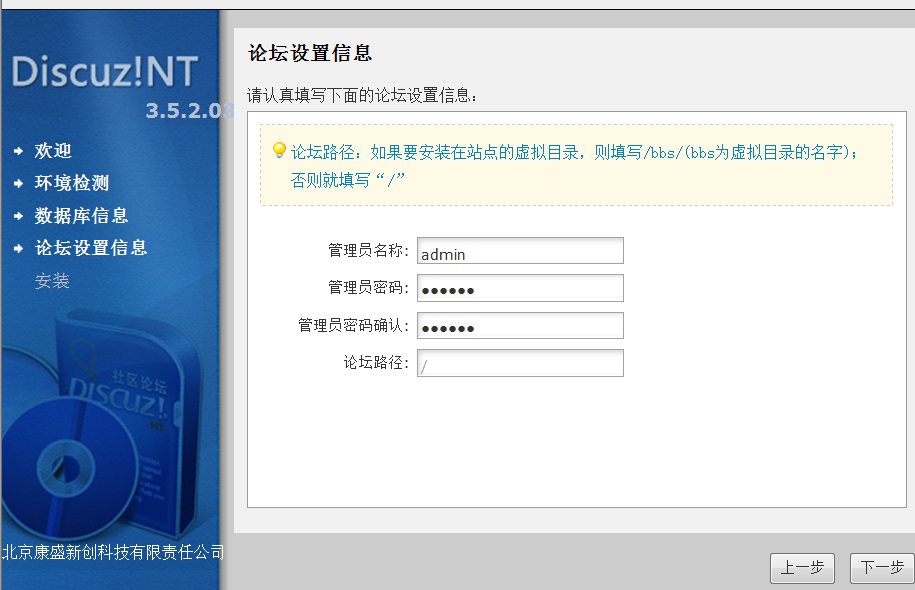 Discuz!NT
3.5.2.03
欢迎
环境检测
数据库信息
论坛设置信息
安装
社区论坛
DISCUZ!
NT
北京康盛新创科技有限责任公司
论坛设置信息
请认真填写下面的论坛设置信息:
论坛路径: 如果要安装在站点的虚拟目录, 则填写/bbs/(bbs为虚拟目录的名字);
否则就填写“/”
管理员名称: admin
管理员密码: ●●●●●●
管理员密码确认: ●●●●●●
论坛路径: /
上一步 下一步